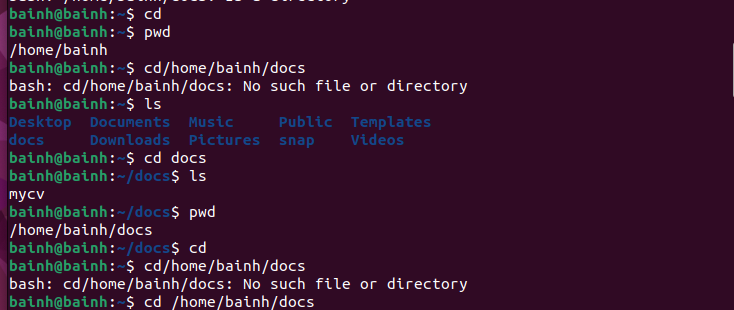 bainh@bainh:~$ cd
bainh@bainh:~$ pwd
/home/bainh
bainh@bainh:~$ cd/home/bainh/docs
bash: cd/home/bainh/docs: No such file or directory
bainh@bainh:~$ ls
Desktop Documents Music Public Templates
docs Downloads Pictures snap Videos
bainh@bainh:~$ cd docs
bainh@bainh:~/docs$ ls
mycv
bainh@bainh:~/docs$ pwd
/home/bainh/docs
bainh@bainh:~/docs$ cd
bainh@bainh:~$ cd/home/bainh/docs
bash: cd/home/bainh/docs: No such file or directory
bainh@bainh:~$ cd /home/bainh/docs